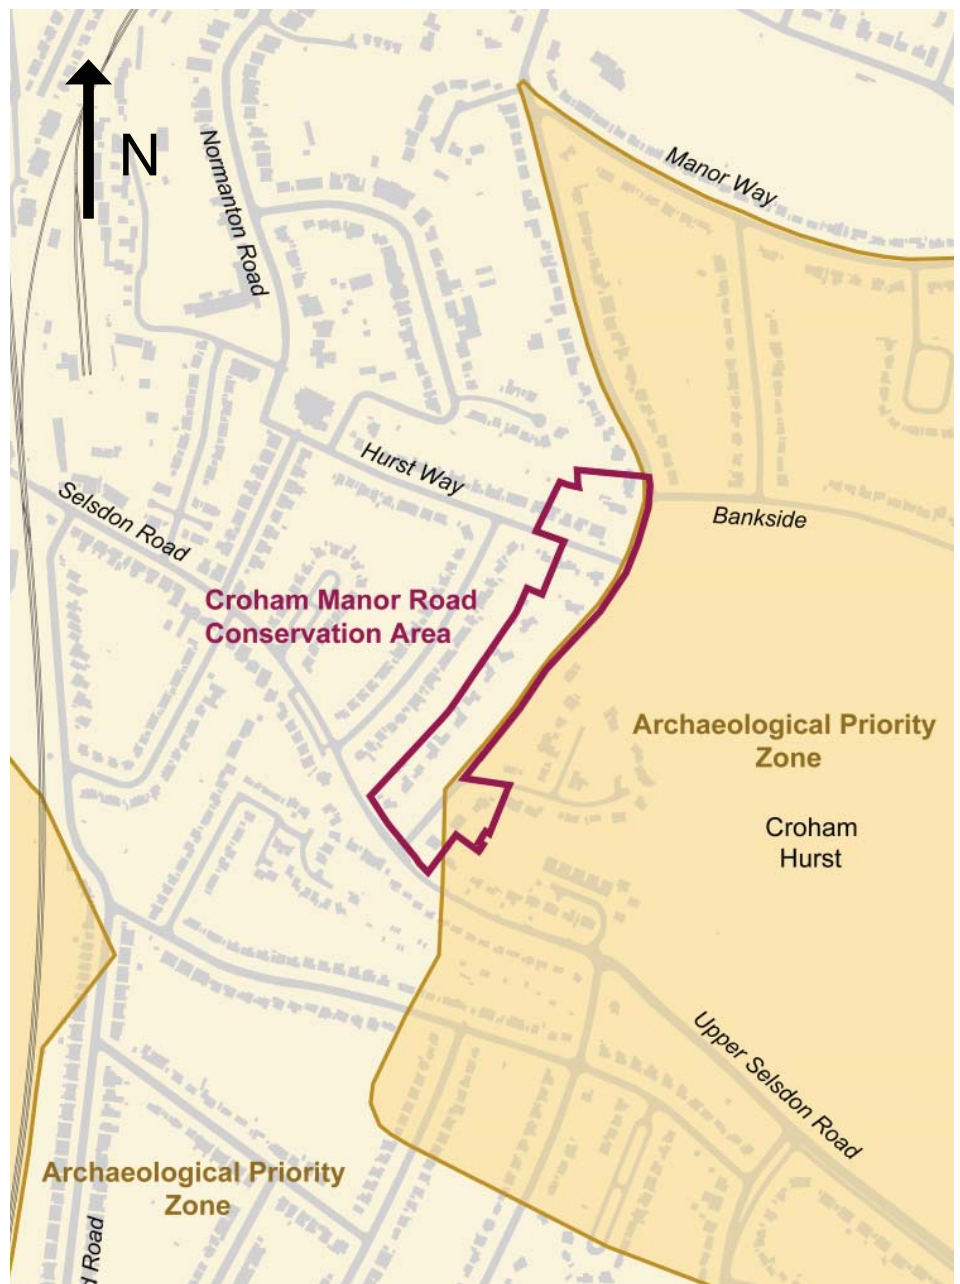 N
Normanton Road
Manor Way
Hurst Way
Selsdon Road
Bankside
Croham Manor Road
Conservation Area
Archaeological Priority
Zone
Croham
Hurst
Upper Selsdon Road
Archaeological Priority
Zone
Road